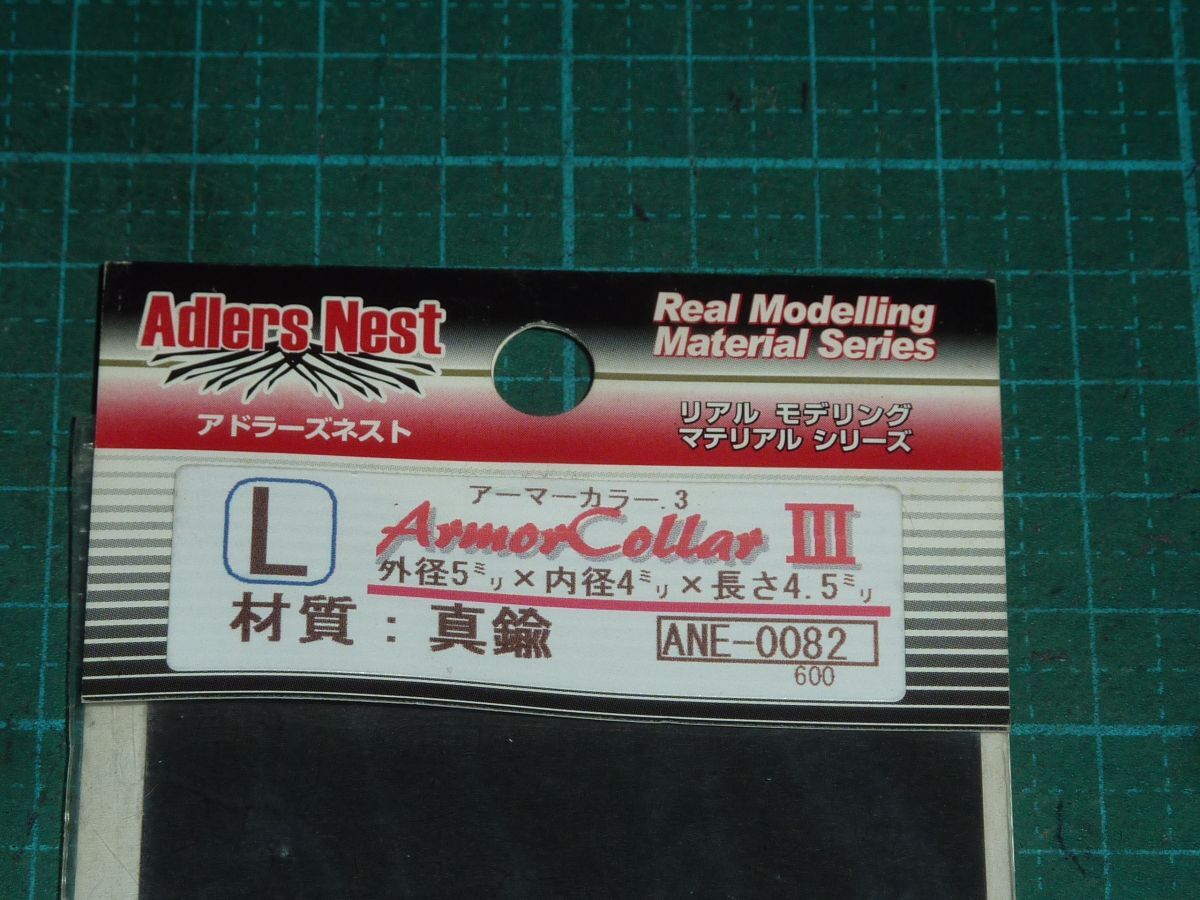 Adlers Nest
アドラーズネスト
Real Modelling
Material Series
リアル モデリング
マテリアル シリーズ
L
アーマーカラー.3
ArmorCollar III
外径5㍉×内径4㍉×長さ4.5㍉
材質:真鍮
ANE-0082
600